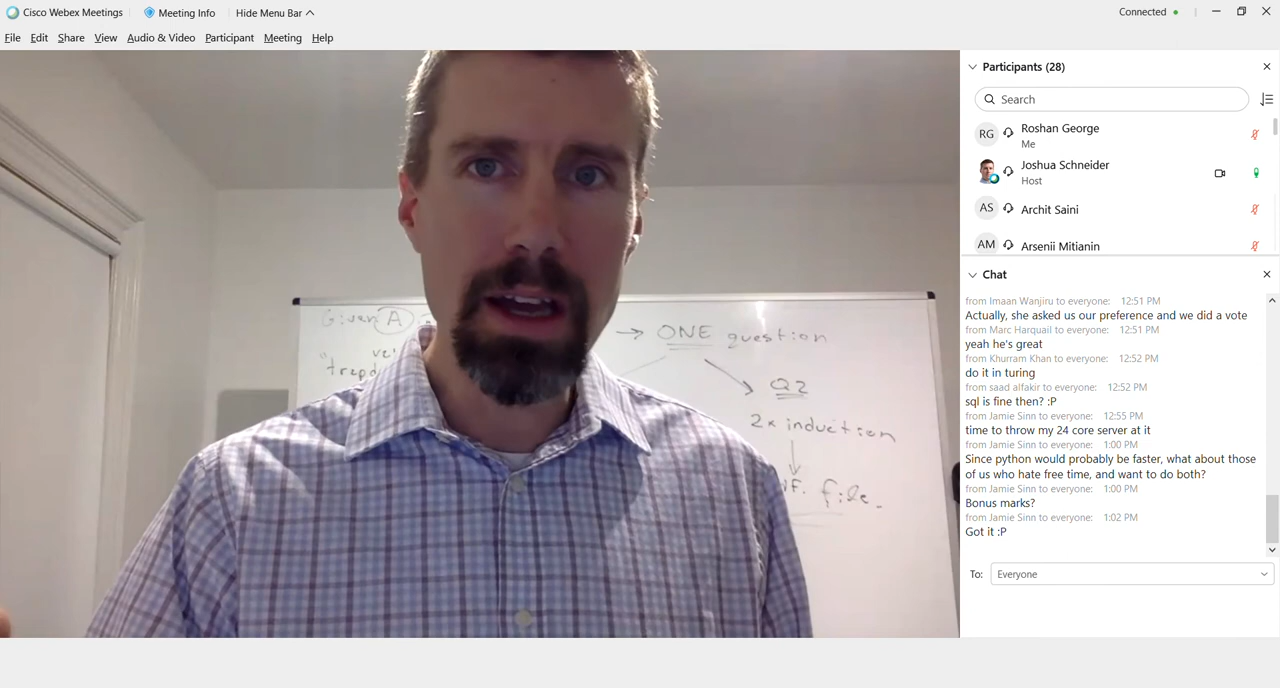 Cisco Webex Meetings
Meeting Info
Hide Menu Bar
Connected
File Edit Share View Audio & Video Participant Meeting Help
Given A
→ ONE question
Q2
2x induction
file.
Participants (28)
Search
RG Roshan George
Me
Joshua Schneider
Host
AS Archit Saini
AM Arsenii Mitianin
Chat
from Imaan Wanjiru to everyone: 12:51 PM
Actually, she asked us our preference and we did a vote
from Marc Harquail to everyone: 12:51 PM
yeah he's great
from Khurram Khan to everyone: 12:52 PM
do it in turing
from saad alfakir to everyone: 12:52 PM
sql is fine then? :P
from Jamie Sinn to everyone: 12:55 PM
time to throw my 24 core server at it
from Jamie Sinn to everyone: 1:00 PM
Since python would probably be faster, what about those
of us who hate free time, and want to do both?
from Jamie Sinn to everyone: 1:00 PM
Bonus marks?
from Jamie Sinn to everyone: 1:02 PM
Got it :P
To: Everyone